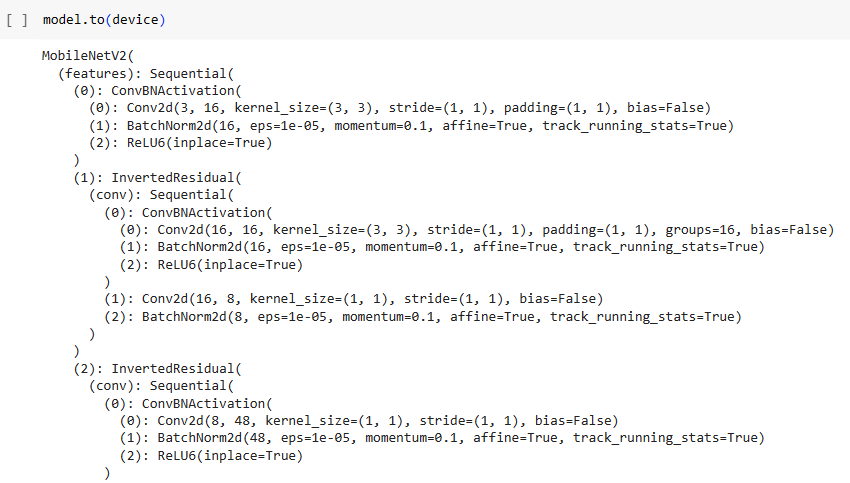 [ ] model.to(device)
MobileNetV2(
(features): Sequential(
(0): ConvBNActivation(
(0): Conv2d(3, 16, kernel_size=(3, 3), stride=(1, 1), padding=(1, 1), bias=False)
(1): BatchNorm2d(16, eps=1e-05, momentum=0.1, affine=True, track_running_stats=True)
(2): ReLU6(inplace=True)
)
(1): InvertedResidual(
(conv): Sequential(
(0): ConvBNActivation(
(0): Conv2d(16, 16, kernel_size=(3, 3), stride=(1, 1), padding=(1, 1), groups=16, bias=False)
(1): BatchNorm2d(16, eps=1e-05, momentum=0.1, affine=True, track_running_stats=True)
(2): ReLU6(inplace=True)
)
(1): Conv2d(16, 8, kernel_size=(1, 1), stride=(1, 1), bias=False)
(2): BatchNorm2d(8, eps=1e-05, momentum=0.1, affine=True, track_running_stats=True)
)
)
(2): InvertedResidual(
(conv): Sequential(
(0): ConvBNActivation(
(0): Conv2d(8, 48, kernel_size=(1, 1), stride=(1, 1), bias=False)
(1): BatchNorm2d(48, eps=1e-05, momentum=0.1, affine=True, track_running_stats=True)
(2): ReLU6(inplace=True)
)